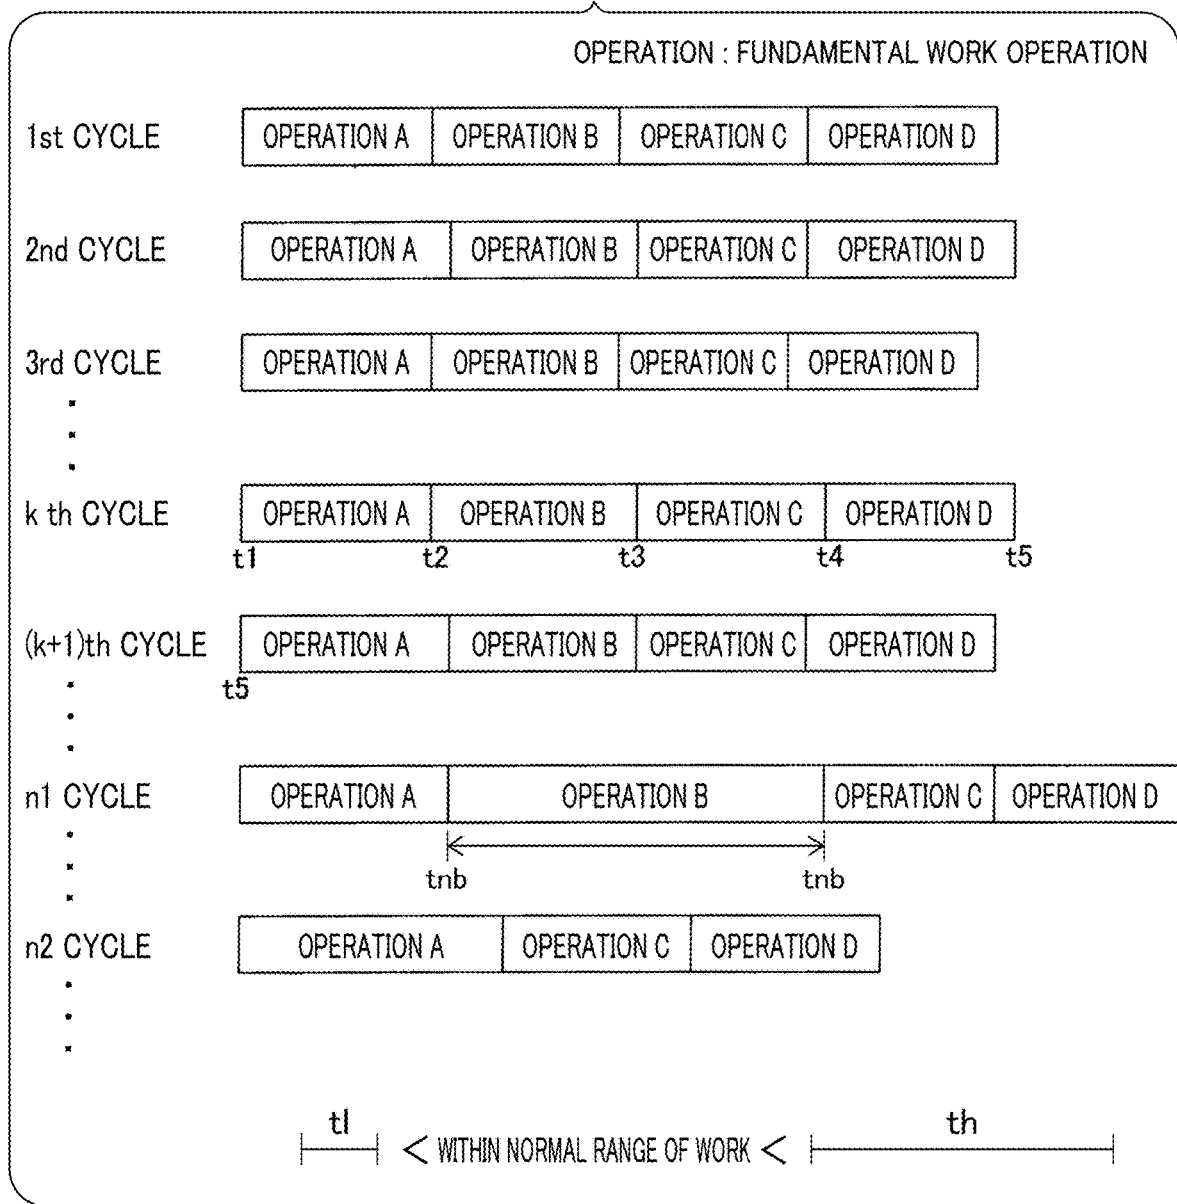 OPERATION : FUNDAMENTAL WORK OPERATION
1st CYCLE OPERATION A OPERATION B OPERATION C OPERATION D
2nd CYCLE OPERATION A OPERATION B OPERATION C OPERATION D
3rd CYCLE OPERATION A OPERATION B OPERATION C OPERATION D
k th CYCLE OPERATION A OPERATION B OPERATION C OPERATION D
t1 t2 t3 t4 t5
(k+1)th CYCLE OPERATION A OPERATION B OPERATION C OPERATION D
t5
n1 CYCLE OPERATION A OPERATION B OPERATION C OPERATION D
tnb tnb
n2 CYCLE OPERATION A OPERATION C OPERATION D
tl < WITHIN NORMAL RANGE OF WORK < th